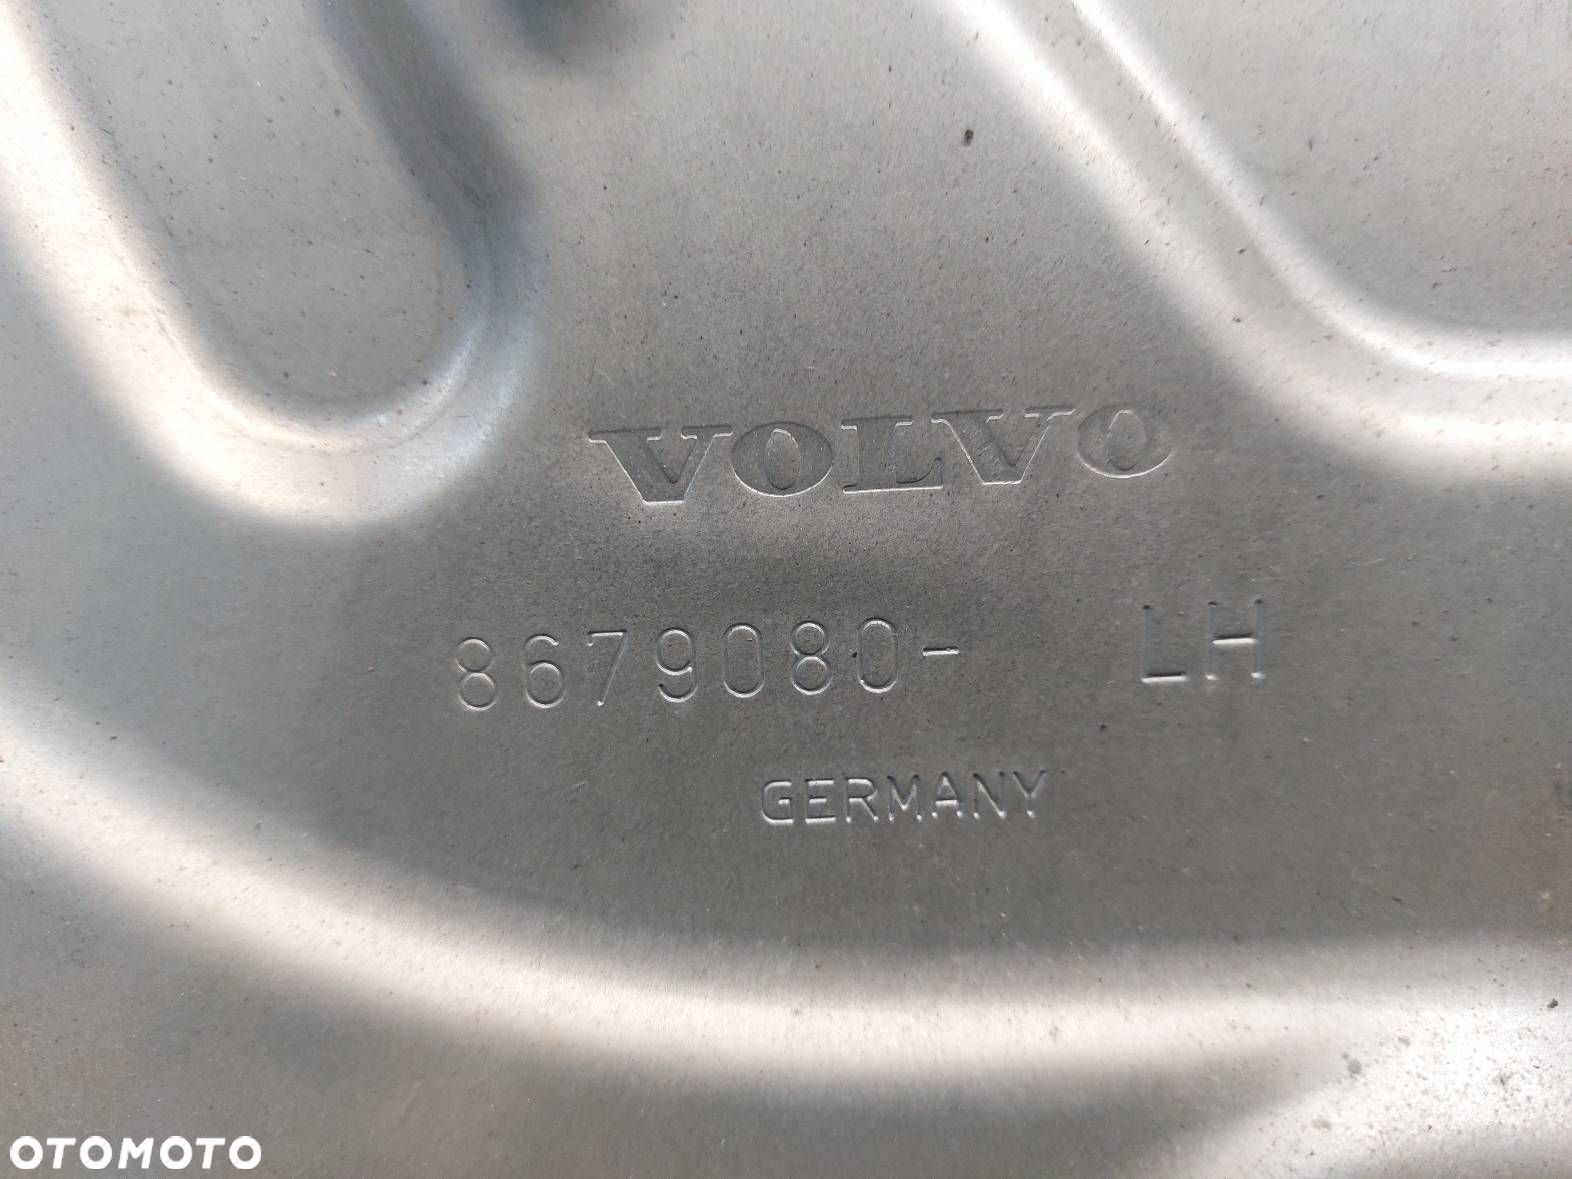 VOLVO
8679080- LH
GERMANY
OTOMOTO